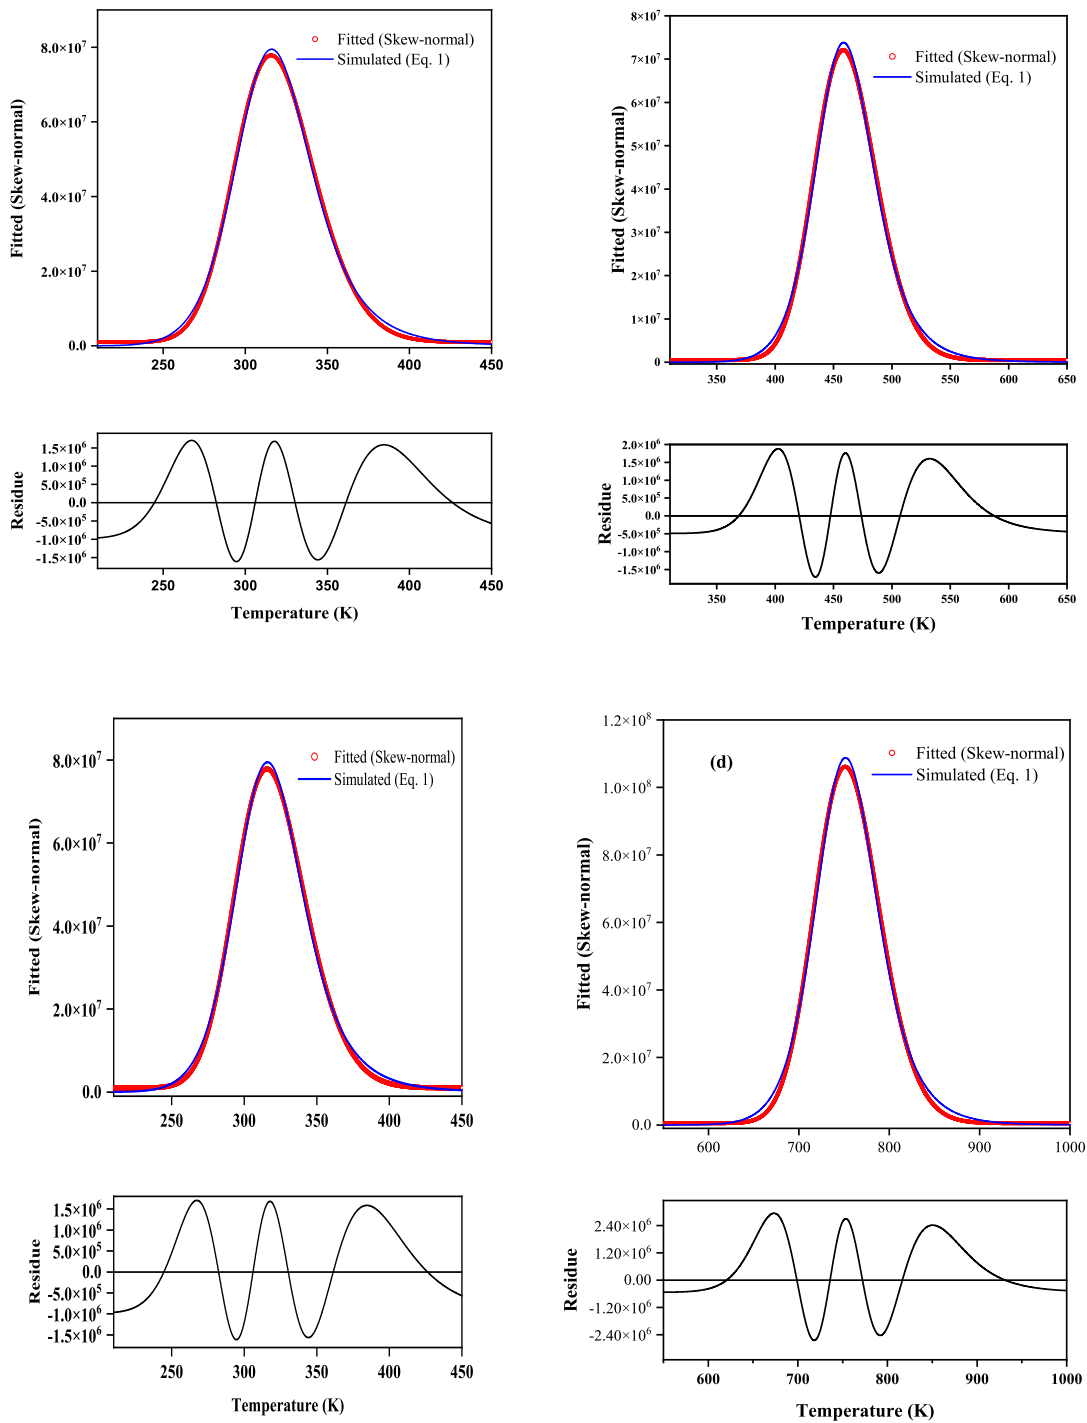 Fitted (Skew-normal)
Simulated (Eq. 1)
Fitted (Skew-normal)
8.0×10⁷
6.0×10⁷
4.0×10⁷
2.0×10⁷
0.0
250 300 350 400 450
Residue
1.5×10⁶
1.0×10⁶
5.0×10⁵
0.0
-5.0×10⁵
-1.0×10⁶
-1.5×10⁶
250 300 350 400 450
Temperature (K)
Fitted (Skew-normal)
Simulated (Eq. 1)
Fitted (Skew-normal)
8×10⁷
7×10⁷
6×10⁷
5×10⁷
4×10⁷
3×10⁷
2×10⁷
1×10⁷
0
350 400 450 500 550 600 650
Residue
2.0×10⁶
1.5×10⁶
1.0×10⁶
5.0×10⁵
0.0
-5.0×10⁵
-1.0×10⁶
-1.5×10⁶
350 400 450 500 550 600 650
Temperature (K)
Fitted (Skew-normal)
Simulated (Eq. 1)
Fitted (Skew-normal)
8.0×10⁷
6.0×10⁷
4.0×10⁷
2.0×10⁷
0.0
250 300 350 400 450
Residue
1.5×10⁶
1.0×10⁶
5.0×10⁵
0.0
-5.0×10⁵
-1.0×10⁶
-1.5×10⁶
250 300 350 400 450
Temperature (K)
(d)
Fitted (Skew-normal)
Simulated (Eq. 1)
Fitted (Skew-normal)
1.2×10⁸
1.0×10⁸
8.0×10⁷
6.0×10⁷
4.0×10⁷
2.0×10⁷
0.0
600 700 800 900 1000
Residue
2.40×10⁶
1.20×10⁶
0.00
-1.20×10⁶
-2.40×10⁶
600 700 800 900 1000
Temperature (K)